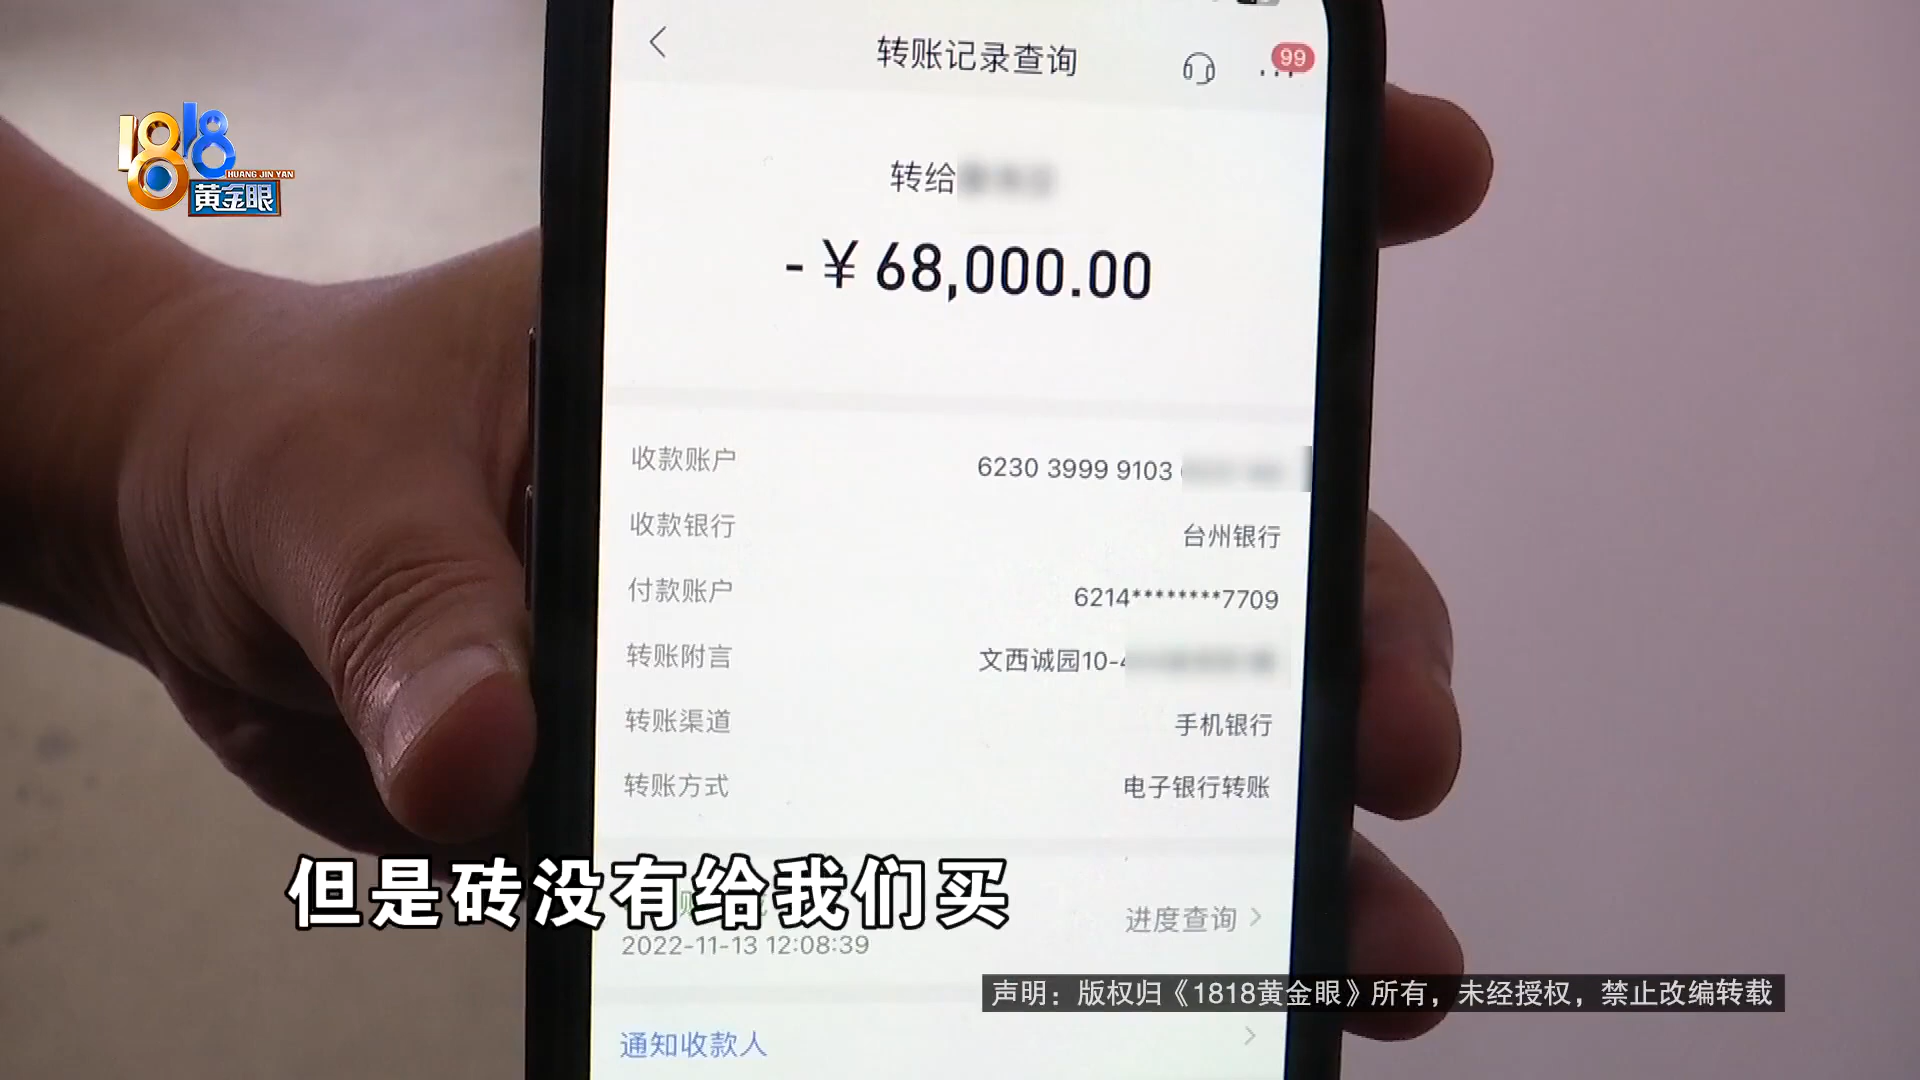 转账记录查询
99
1818
HUANG JIN YAN
黄金眼
转给
-¥68,000.00
收款账户 6230 3999 9103
收款银行 台州银行
付款账户 6214********7709
转账附言 文西诚园10-4
转账渠道 手机银行
转账方式 电子银行转账
但是砖没有给我们买
进度查询
2022-11-13 12:08:39
声明：版权归《1818黄金眼》所有，未经授权，禁止改编转载
通知收款人